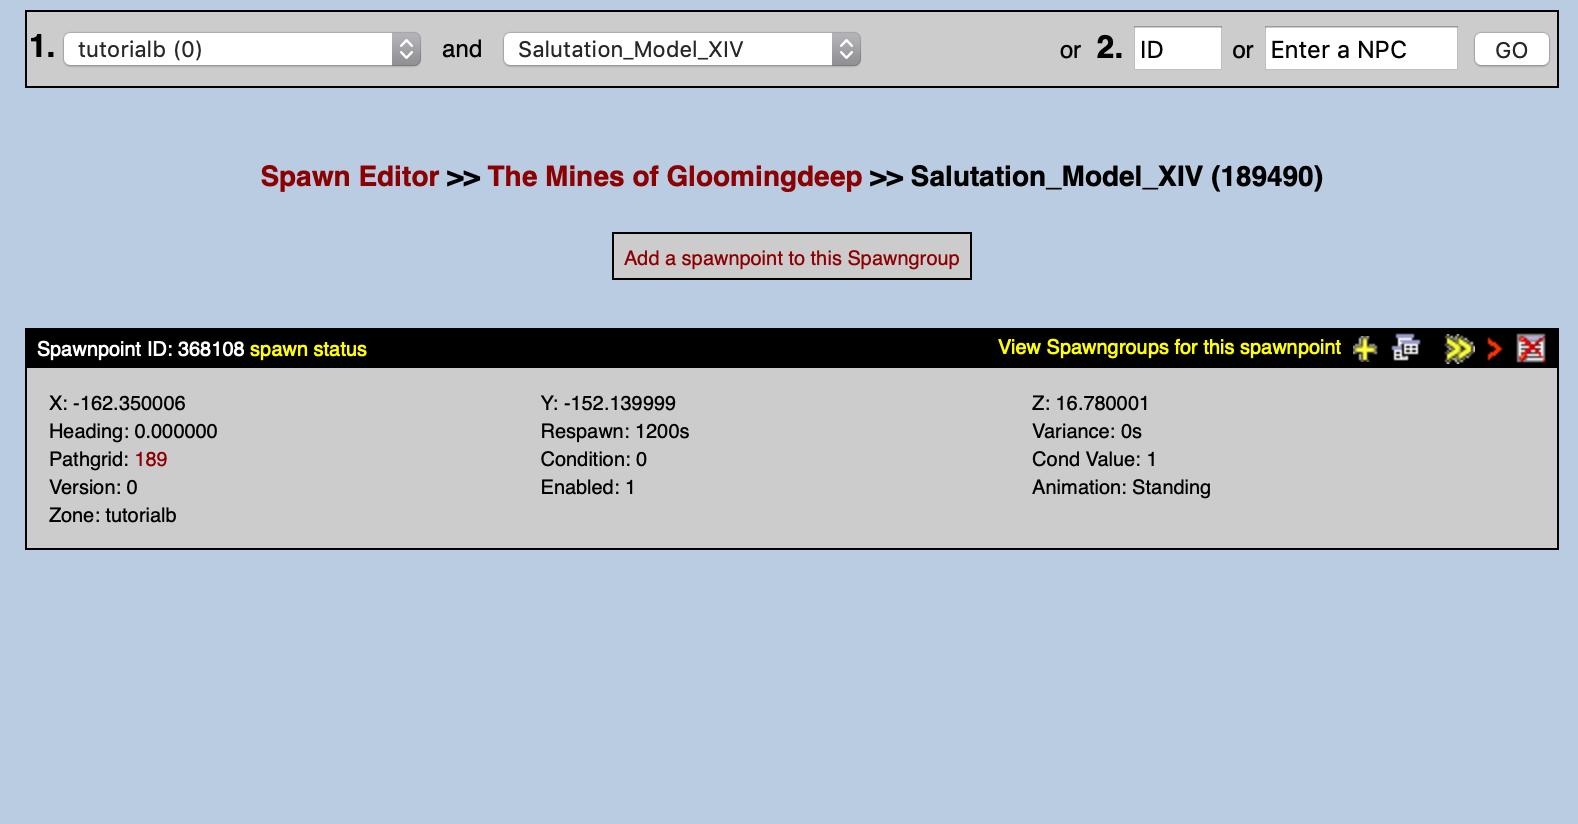 1. tutorialb (0) and Salutation_Model_XIV or 2. ID or Enter a NPC GO
Spawn Editor >> The Mines of Gloomingdeep >> Salutation_Model_XIV (189490)
Add a spawnpoint to this Spawngroup
Spawnpoint ID: 368108 spawn status View Spawngroups for this spawnpoint
X: -162.350006 Y: -152.139999 Z: 16.780001
Heading: 0.000000 Respawn: 1200s Variance: 0s
Pathgrid: 189 Condition: 0 Cond Value: 1
Version: 0 Enabled: 1 Animation: Standing
Zone: tutorialb